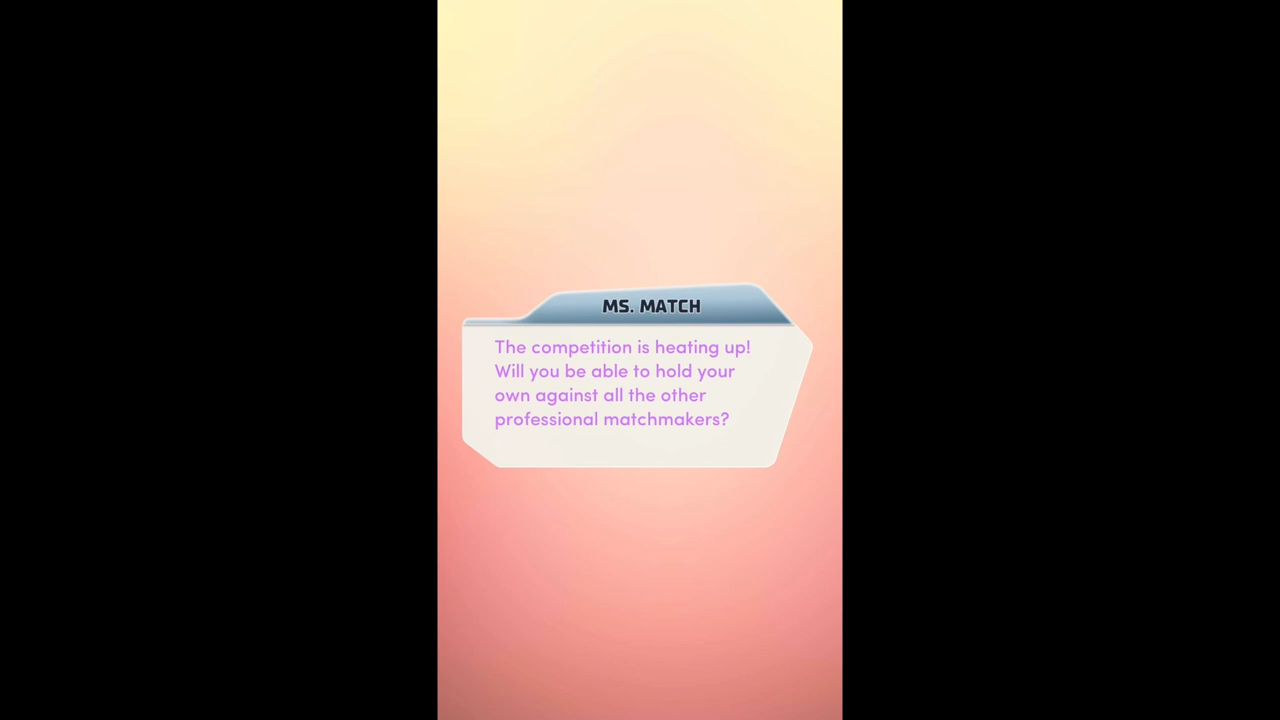 MS. MATCH
The competition is heating up!
Will you be able to hold your
own against all the other
professional matchmakers?